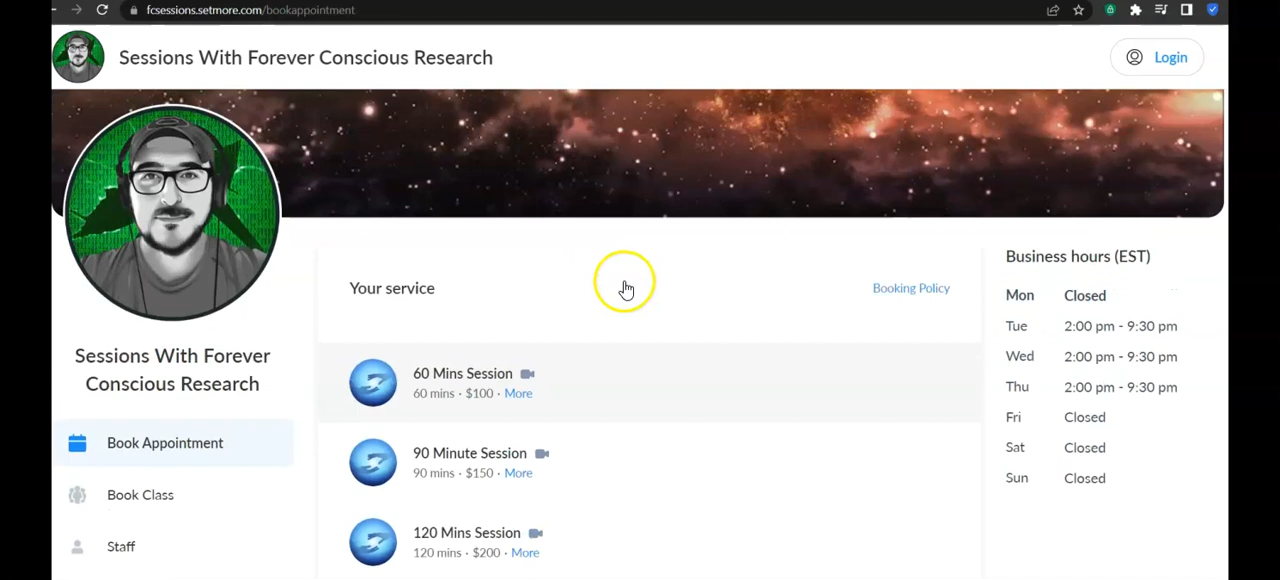 fcsessions.setmore.com/bookappointment
Sessions With Forever Conscious Research
Login
Sessions With Forever
Conscious Research
Book Appointment
Book Class
Staff
Your service
Booking Policy
60 Mins Session
60 mins · $100 · More
90 Minute Session
90 mins · $150 · More
120 Mins Session
120 mins · $200 · More
Business hours (EST)
Mon Closed
Tue 2:00 pm - 9:30 pm
Wed 2:00 pm - 9:30 pm
Thu 2:00 pm - 9:30 pm
Fri Closed
Sat Closed
Sun Closed